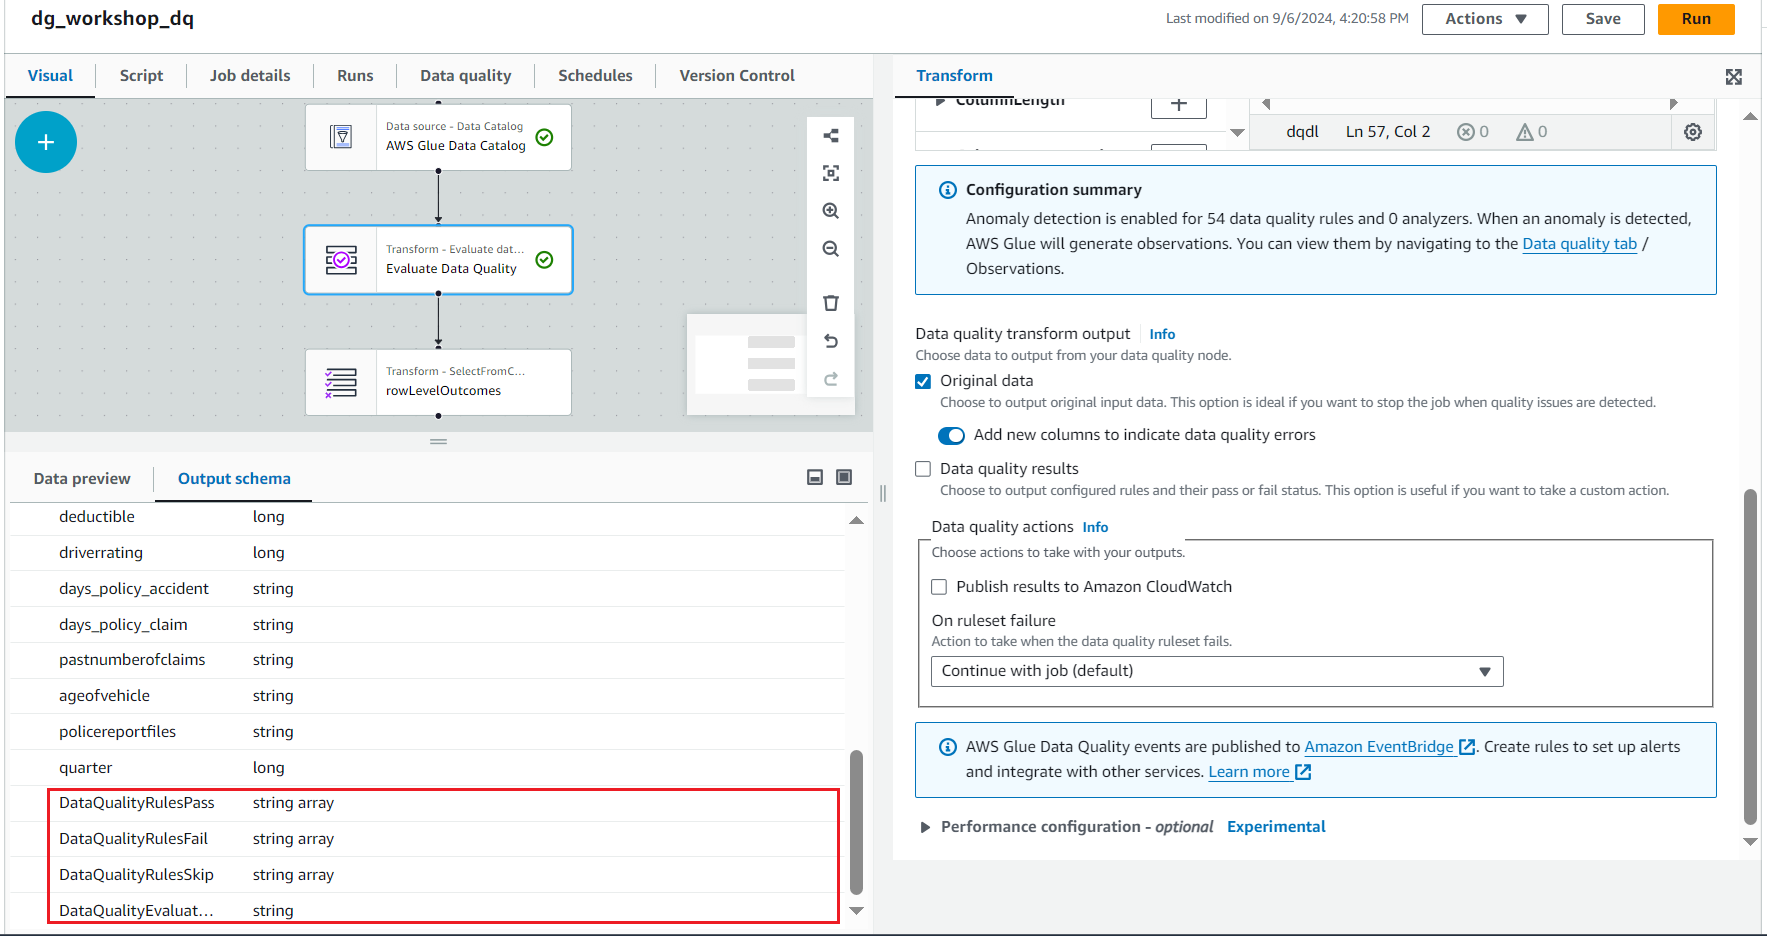 dg_workshop_dq
Last modified on 9/6/2024, 4:20:58 PM
Actions
Save
Run
Visual
Script
Job details
Runs
Data quality
Schedules
Version Control
Data source - Data Catalog
AWS Glue Data Catalog
Transform - Evaluate dat...
Evaluate Data Quality
Transform - SelectFromC...
rowLevelOutcomes
Data preview
Output schema
deductible long
driverrating long
days_policy_accident string
days_policy_claim string
pastnumberofclaims string
ageofvehicle string
policereportfiles string
quarter long
DataQualityRulesPass string array
DataQualityRulesFail string array
DataQualityRulesSkip string array
DataQualityEvaluat... string
Transform
ColumnLength
dqdl Ln 57, Col 2 0 0
Configuration summary
Anomaly detection is enabled for 54 data quality rules and 0 analyzers. When an anomaly is detected,
AWS Glue will generate observations. You can view them by navigating to the Data quality tab /
Observations.
Data quality transform output Info
Choose data to output from your data quality node.
Original data
Choose to output original input data. This option is ideal if you want to stop the job when quality issues are detected.
Add new columns to indicate data quality errors
Data quality results
Choose to output configured rules and their pass or fail status. This option is useful if you want to take a custom action.
Data quality actions Info
Choose actions to take with your outputs.
Publish results to Amazon CloudWatch
On ruleset failure
Action to take when the data quality ruleset fails.
Continue with job (default)
AWS Glue Data Quality events are published to Amazon EventBridge. Create rules to set up alerts
and integrate with other services. Learn more
Performance configuration - optional Experimental